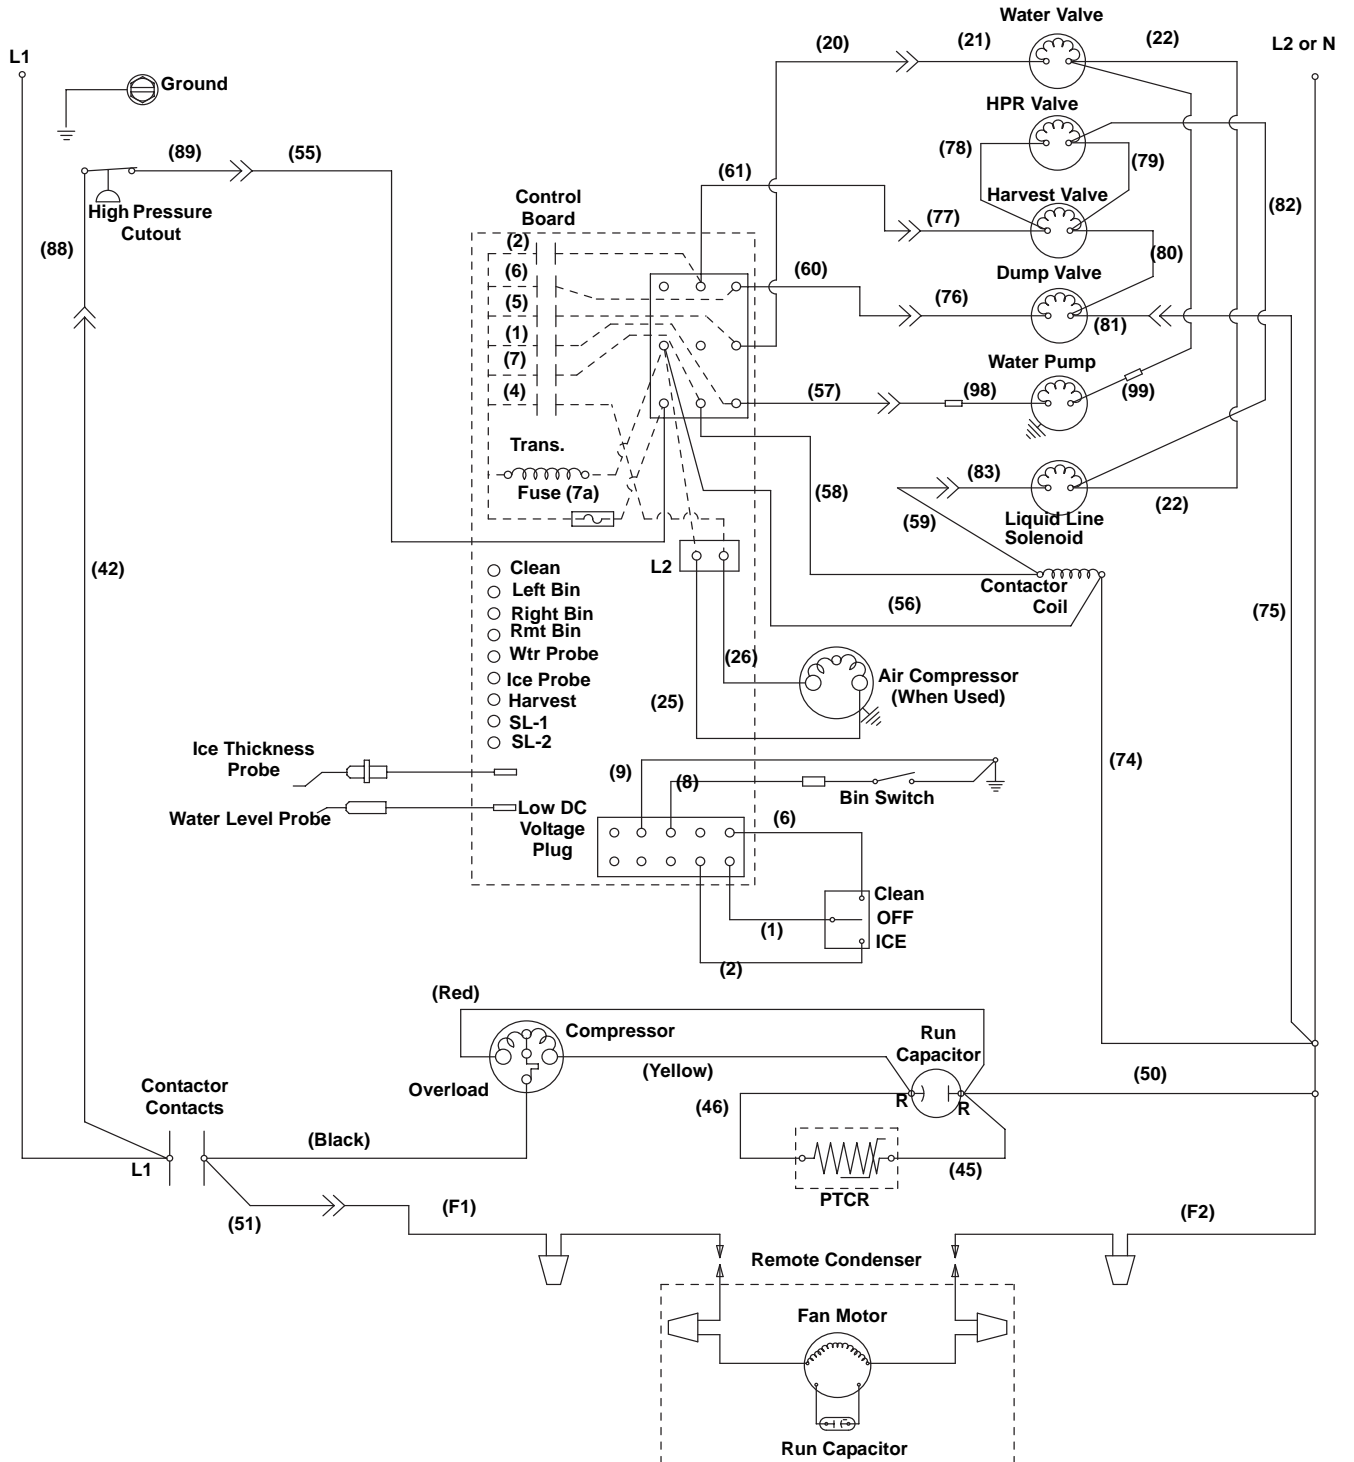 Water Valve
L1
(20)
(21)
(22)
L2 or N
Ground
HPR Valve
(89)
(55)
(78)
(79)
(61)
Control
Board
Harvest Valve
(82)
High Pressure
Cutout
(77)
(88)
(2)
(80)
(6)
(60)
Dump Valve
(5)
(76)
(81)
(1)
(7)
Water Pump
(4)
(57)
(98)
(99)
Trans.
Fuse (7a)
(58)
(83)
(22)
(59)
Liquid Line
Solenoid
(42)
L2
Clean
Left Bin
Right Bin
Rmt Bin
Wtr Probe
Ice Probe
Harvest
SL-1
SL-2
Contactor
Coil
(56)
(75)
(26)
Air Compressor
(When Used)
(25)
Ice Thickness
Probe
(74)
(9)
(8)
Bin Switch
Water Level Probe
Low DC
Voltage
Plug
(6)
Clean
OFF
ICE
(1)
(2)
(Red)
Compressor
Run
Capacitor
(Yellow)
Overload
(50)
Contactor
Contacts
(46)
R
R
(Black)
L1
(45)
PTCR
(F1)
(51)
(F2)
Remote Condenser
Fan Motor
Run Capacitor